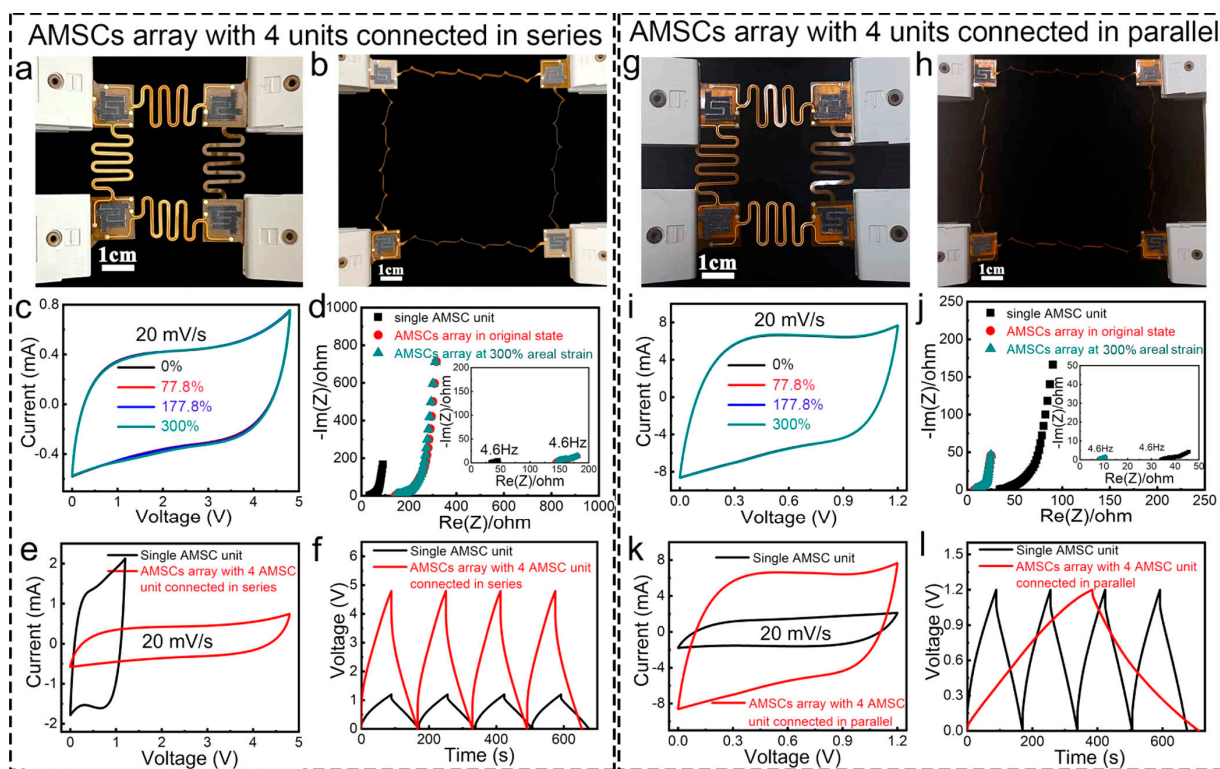 AMSCs array with 4 units connected in series
a
1cm
b
1cm
c
Current (mA)
0.8
0.4
0.0
-0.4
20 mV/s
0%
77.8%
177.8%
300%
0 1 2 3 4 5
Voltage (V)
d
-Im(Z)/ohm
1000
800
600
400
200
0
single AMSC unit
AMSCs array in original state
AMSCs array at 300% areal strain
-Im(Z)/ohm
200
150
100
50
0
4.6Hz
4.6Hz
0 50 100 150 200
Re(Z)/ohm
0 200 400 600 800 1000
Re(Z)/ohm
e
Current (mA)
2
1
0
-1
-2
Single AMSC unit
AMSCs array with 4 AMSC
unit connected in series
20 mV/s
0 1 2 3 4 5
Voltage (V)
f
Voltage (V)
6
5
4
3
2
1
0
Single AMSC unit
AMSCs array with 4 AMSC unit
connected in series
0 200 400 600
Time (s)
AMSCs array with 4 units connected in parallel
g
1cm
h
1cm
i
Current (mA)
8
4
0
-4
-8
20 mV/s
0%
77.8%
177.8%
300%
0.0 0.3 0.6 0.9 1.2
Voltage (V)
j
-Im(Z)/ohm
250
200
150
100
50
0
single AMSC unit
AMSCs array in original state
AMSCs array at 300% areal strain
-Im(Z)/ohm
50
40
30
20
10
0
4.6Hz
4.6Hz
0 10 20 30 40 50
Re(Z)/ohm
0 50 100 150 200 250
Re(Z)/ohm
k
Current (mA)
8
4
0
-4
-8
Single AMSC unit
20 mV/s
AMSCs array with 4 AMSC
unit connected in parallel
0.0 0.3 0.6 0.9 1.2
Voltage (V)
l
Voltage (V)
1.5
1.2
0.9
0.6
0.3
0.0
Single AMSC unit
AMSCs array with 4 AMSC
unit connected in parallel
0 200 400 600
Time (s)